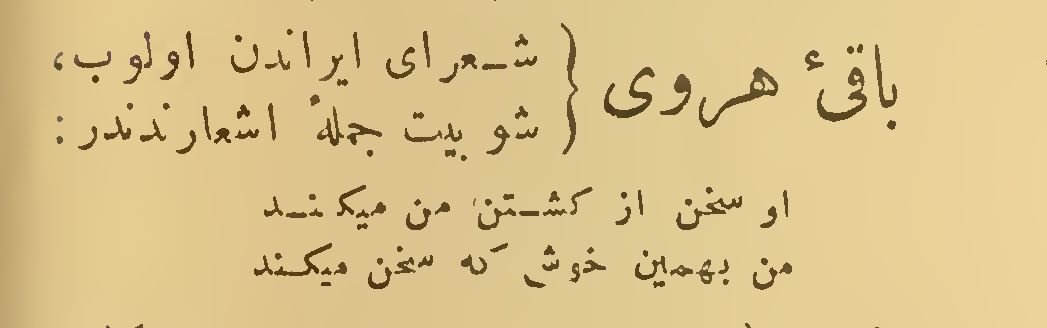 باقیٔ هروی
شعرای ایراندن اولوب،
شو بیت جملهٔ اشعارندندر:
او سخن از کشتن من میکند
من بهمین خوش که سخن میکند